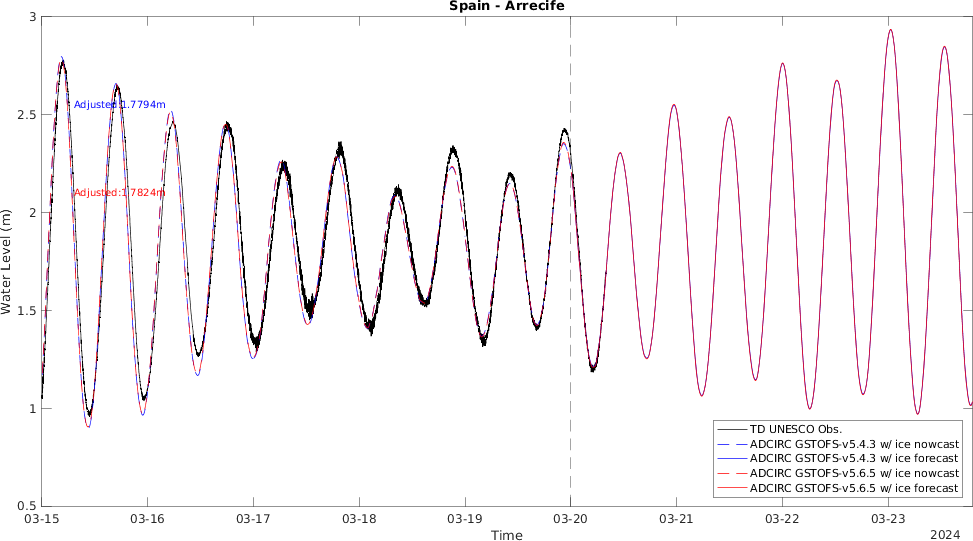 Spain - Arrecife
3
2.5
2
1.5
1
0.5
Water Level (m)
Adjusted:1.7794m
Adjusted:1.7824m
TD UNESCO Obs.
ADCIRC GSTOFS-v5.4.3 w/ ice nowcast
ADCIRC GSTOFS-v5.4.3 w/ ice forecast
ADCIRC GSTOFS-v5.6.5 w/ ice nowcast
ADCIRC GSTOFS-v5.6.5 w/ ice forecast
03-15 03-16 03-17 03-18 03-19 03-20 03-21 03-22 03-23
Time
2024